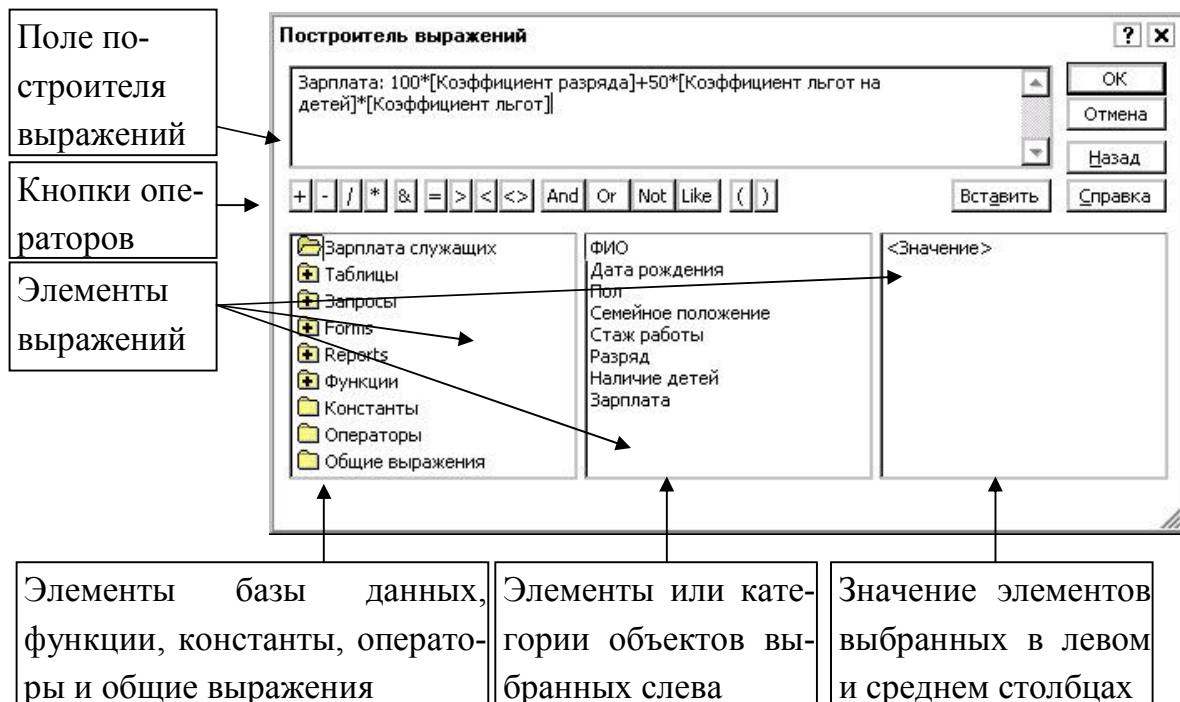 Поле по-
строителя
выражений
Кнопки опе-
раторов
Элементы
выражений
Построитель выражений
? X
Зарплата: 100*[Коэффициент разряда]+50*[Коэффициент льгот на
детей]*[Коэффициент льгот]
ОК
Отмена
Назад
+ - / * & = > < <> And Or Not Like ( )
Вставить
Справка
Зарплата служащих
Таблицы
Запросы
Forms
Reports
Функции
Константы
Операторы
Общие выражения
ФИО
Дата рождения
Пол
Семейное положение
Стаж работы
Разряд
Наличие детей
Зарплата
<Значение>
Элементы базы данных,
функции, константы, операто-
ры и общие выражения
Элементы или кате-
гории объектов вы-
бранных слева
Значение элементов
выбранных в левом
и среднем столбцах